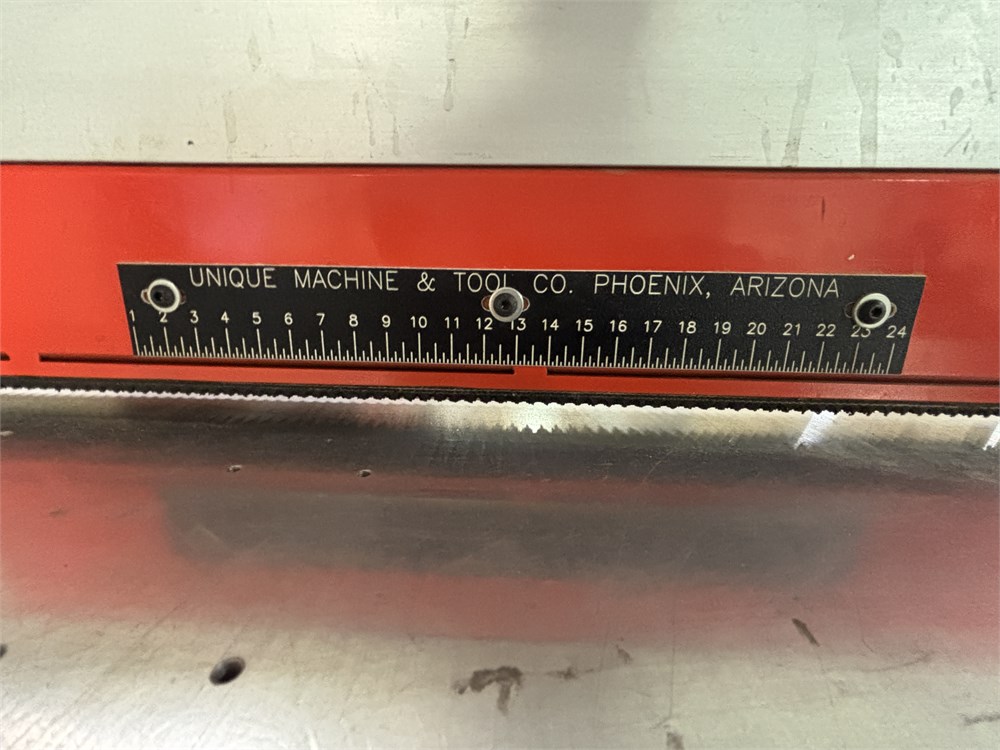 UNIQUE MACHINE & TOOL CO. PHOENIX, ARIZONA
1 2 3 4 5 6 7 8 9 10 11 12 13 14 15 16 17 18 19 20 21 22 23 24